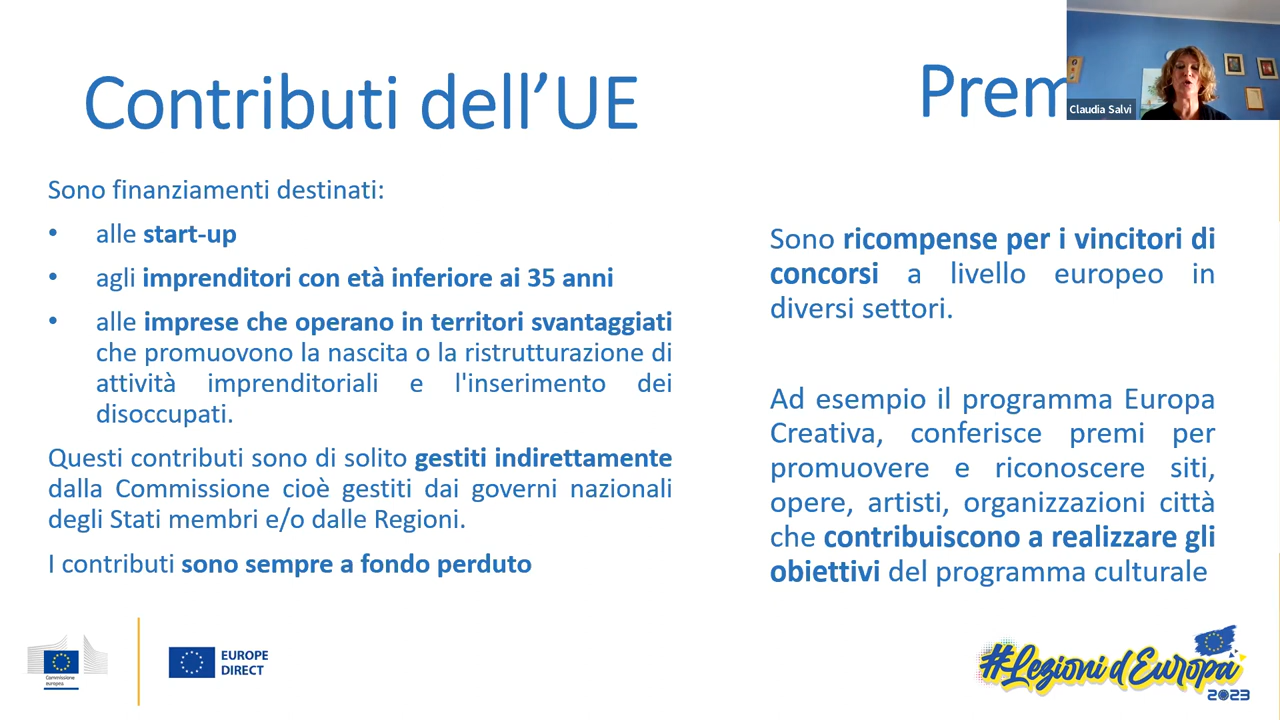 Contributi dell’UE
Sono finanziamenti destinati:
• alle start-up
• agli imprenditori con età inferiore ai 35 anni
• alle imprese che operano in territori svantaggiati
che promuovono la nascita o la ristrutturazione di
attività imprenditoriali e l'inserimento dei
disoccupati.
Questi contributi sono di solito gestiti indirettamente
dalla Commissione cioè gestiti dai governi nazionali
degli Stati membri e/o dalle Regioni.
I contributi sono sempre a fondo perduto
Prem
Claudia Salvi
Sono ricompense per i vincitori di
concorsi a livello europeo in
diversi settori.
Ad esempio il programma Europa
Creativa, conferisce premi per
promuovere e riconoscere siti,
opere, artisti, organizzazioni città
che contribuiscono a realizzare gli
obiettivi del programma culturale
Commissione
europea
EUROPE
DIRECT
#Lezioni d'Europa
2023